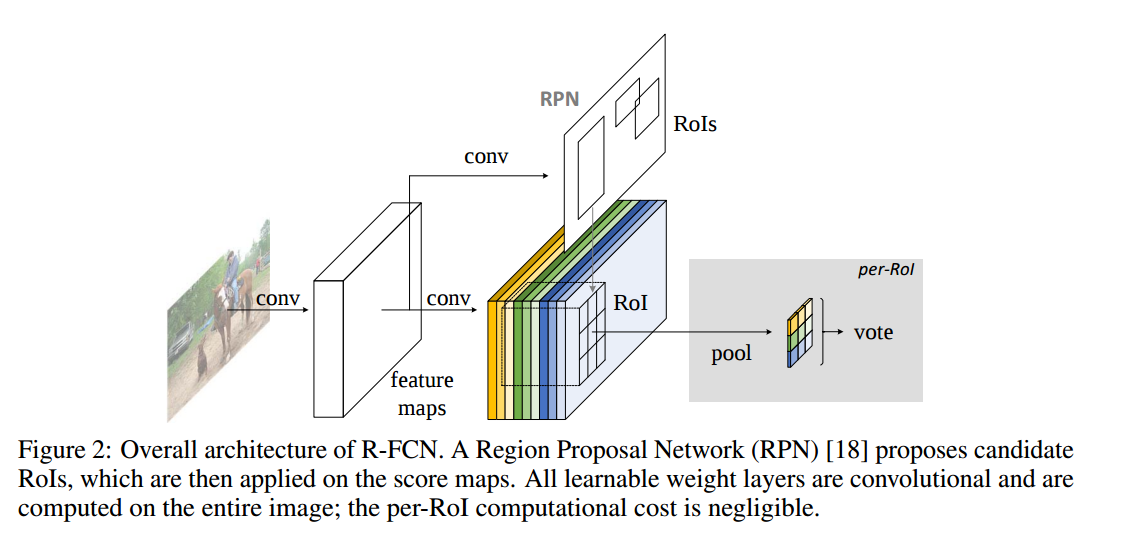 RPN
RoIs
conv
conv
conv
RoI
per-RoI
pool
vote
feature
maps
Figure 2: Overall architecture of R-FCN. A Region Proposal Network (RPN) [18] proposes candidate
RoIs, which are then applied on the score maps. All learnable weight layers are convolutional and are
computed on the entire image; the per-RoI computational cost is negligible.